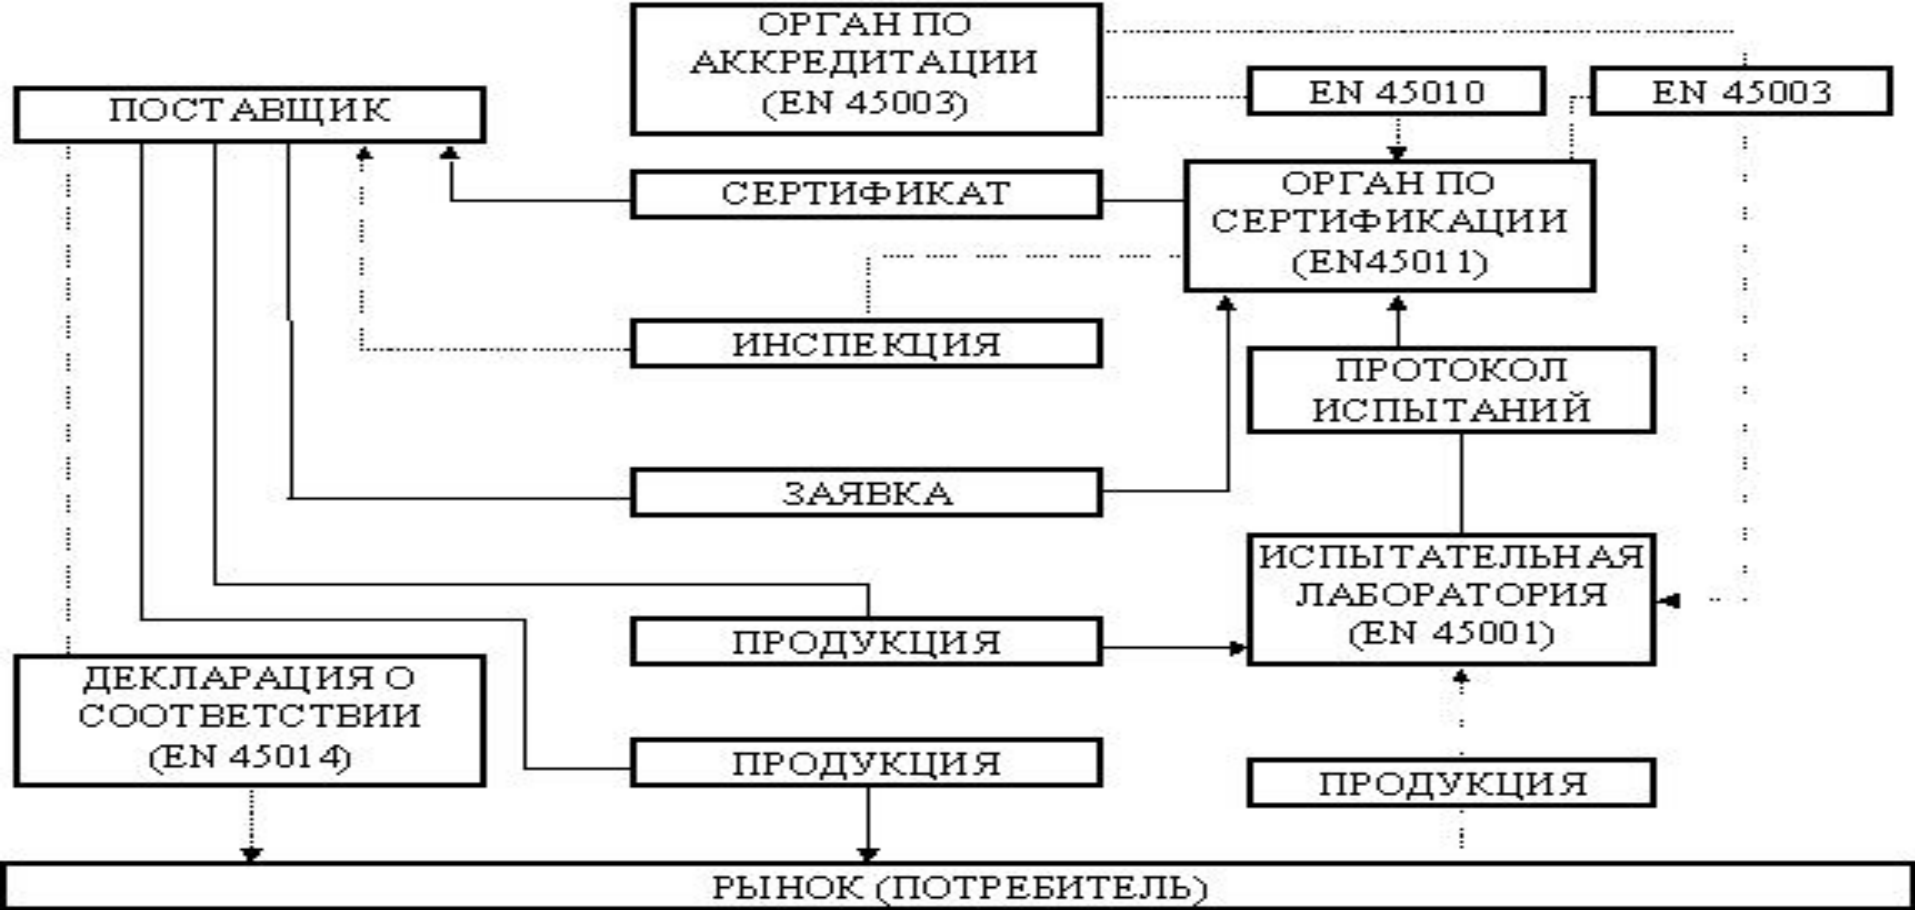 ОРГАН ПО
АККРЕДИТАЦИИ
(EN 45003)
EN 45010
EN 45003
ПОСТАВЩИК
СЕРТИФИКАТ
ОРГАН ПО
СЕРТИФИКАЦИИ
(EN45011)
ИНСПЕКЦИЯ
ПРОТОКОЛ
ИСПЫТАНИЙ
ЗАЯВКА
ИСПЫТАТЕЛЬНАЯ
ЛАБОРАТОРИЯ
(EN 45001)
ПРОДУКЦИЯ
ДЕКЛАРАЦИЯ О
СООТВЕТСТВИИ
(EN 45014)
ПРОДУКЦИЯ
ПРОДУКЦИЯ
РЫНОК (ПОТРЕБИТЕЛЬ)